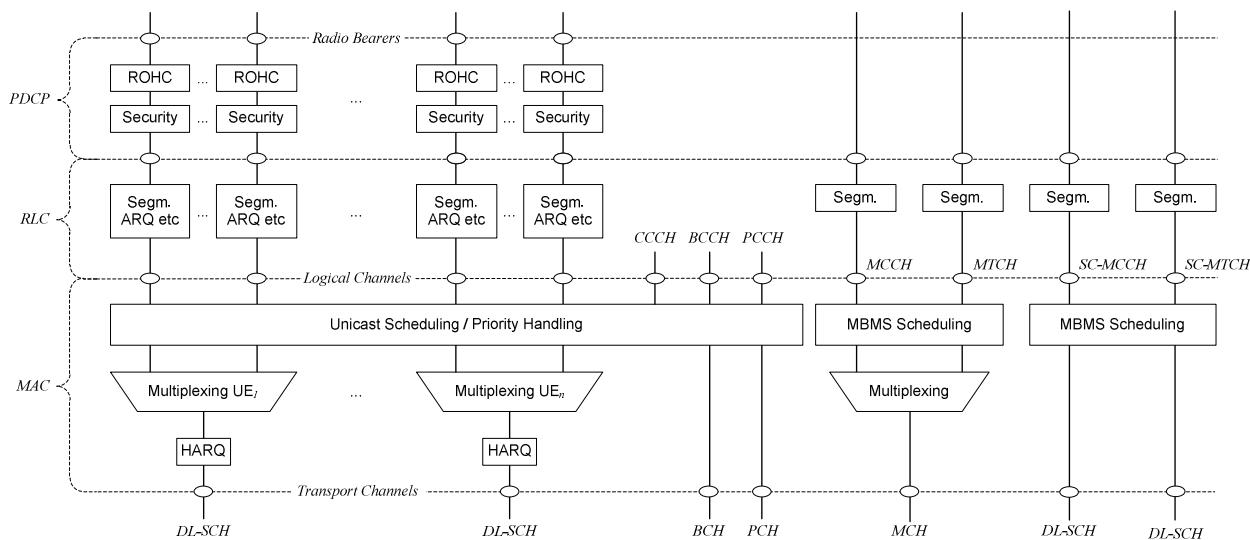 Radio Bearers
ROHC ... ROHC ROHC ... ROHC
PDCP
...
Security ... Security Security ... Security
Segm. ARQ etc ... Segm. ARQ etc ... Segm. ARQ etc ... Segm. ARQ etc Segm. Segm. Segm. Segm.
RLC
CCCH BCCH PCCH
Logical Channels MCCH MTCH SC-MCCH SC-MTCH
Unicast Scheduling / Priority Handling MBMS Scheduling MBMS Scheduling
MAC
Multiplexing UE1 ... Multiplexing UEn Multiplexing
HARQ HARQ
Transport Channels
DL-SCH DL-SCH BCH PCH MCH DL-SCH DL-SCH